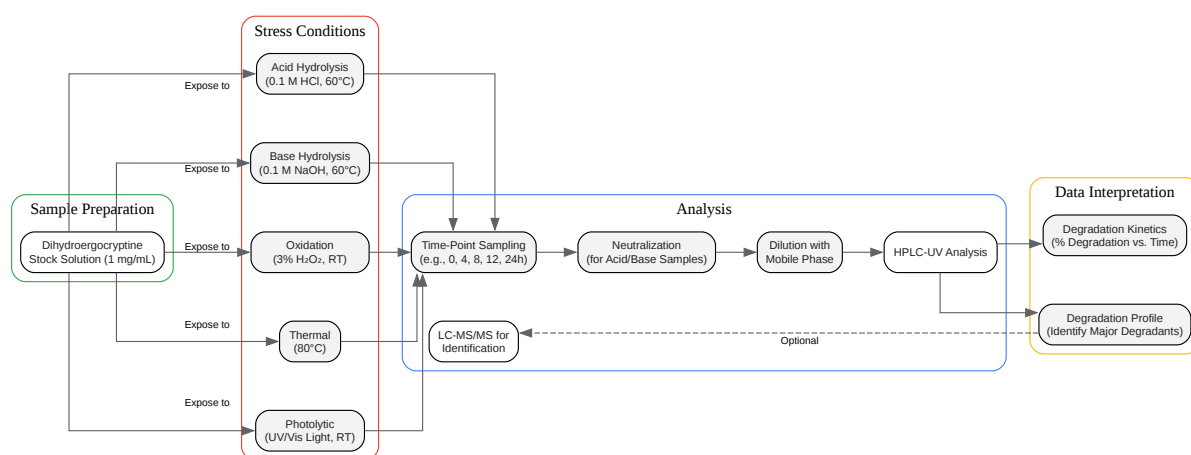 Stress Conditions
Acid Hydrolysis
(0.1 M HCl, 60°C)
Expose to
Base Hydrolysis
(0.1 M NaOH, 60°C)
Expose to
Sample Preparation
Dihydroergocryptine
Stock Solution (1 mg/mL)
Expose to
Oxidation
(3% H₂O₂, RT)
Expose to
Thermal
(80°C)
Expose to
Photolytic
(UV/Vis Light, RT)
Analysis
Time-Point Sampling
(e.g., 0, 4, 8, 12, 24h)
Neutralization
(for Acid/Base Samples)
Dilution with
Mobile Phase
HPLC-UV Analysis
LC-MS/MS for
Identification
Optional
Data Interpretation
Degradation Kinetics
(% Degradation vs. Time)
Degradation Profile
(Identify Major Degradants)